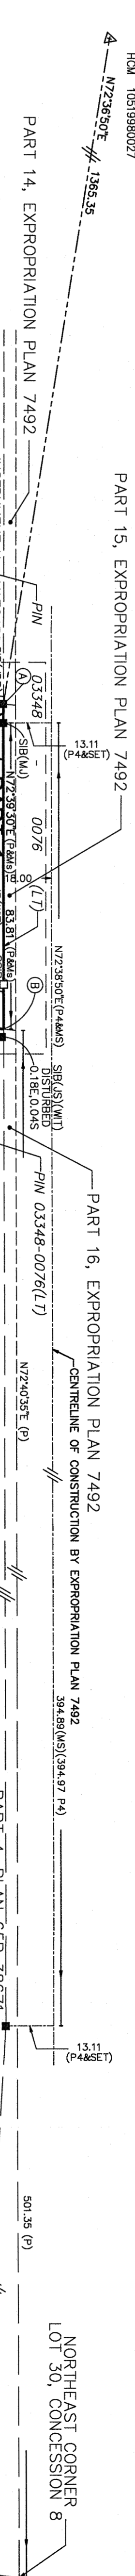 HCM 10519980027
N72°36'50"E
1365.35
PART 14, EXPROPRIATION PLAN 7492
PART 15, EXPROPRIATION PLAN 7492
PIN 03348 - 0076 (LT)
13.11
(P4&SET)
A
SIB(MJ)
N72°39'30"E (P&MS)
18.00
83.81 (P&MS)
N72°38'50"E(P4&MS)
B
SIB(JS)(WIT)
DISTURBED
0.18E,0.04S
PIN 03348-0076(LT)
PART 16, EXPROPRIATION PLAN 7492
CENTRELINE OF CONSTRUCTION BY EXPROPRIATION PLAN 7492
N72°40'35"E (P)
394.89(MS)(394.97 P4)
13.11
(P4&SET)
501.35 (P)
NORTHEAST CORNER
LOT 30, CONCESSION 8